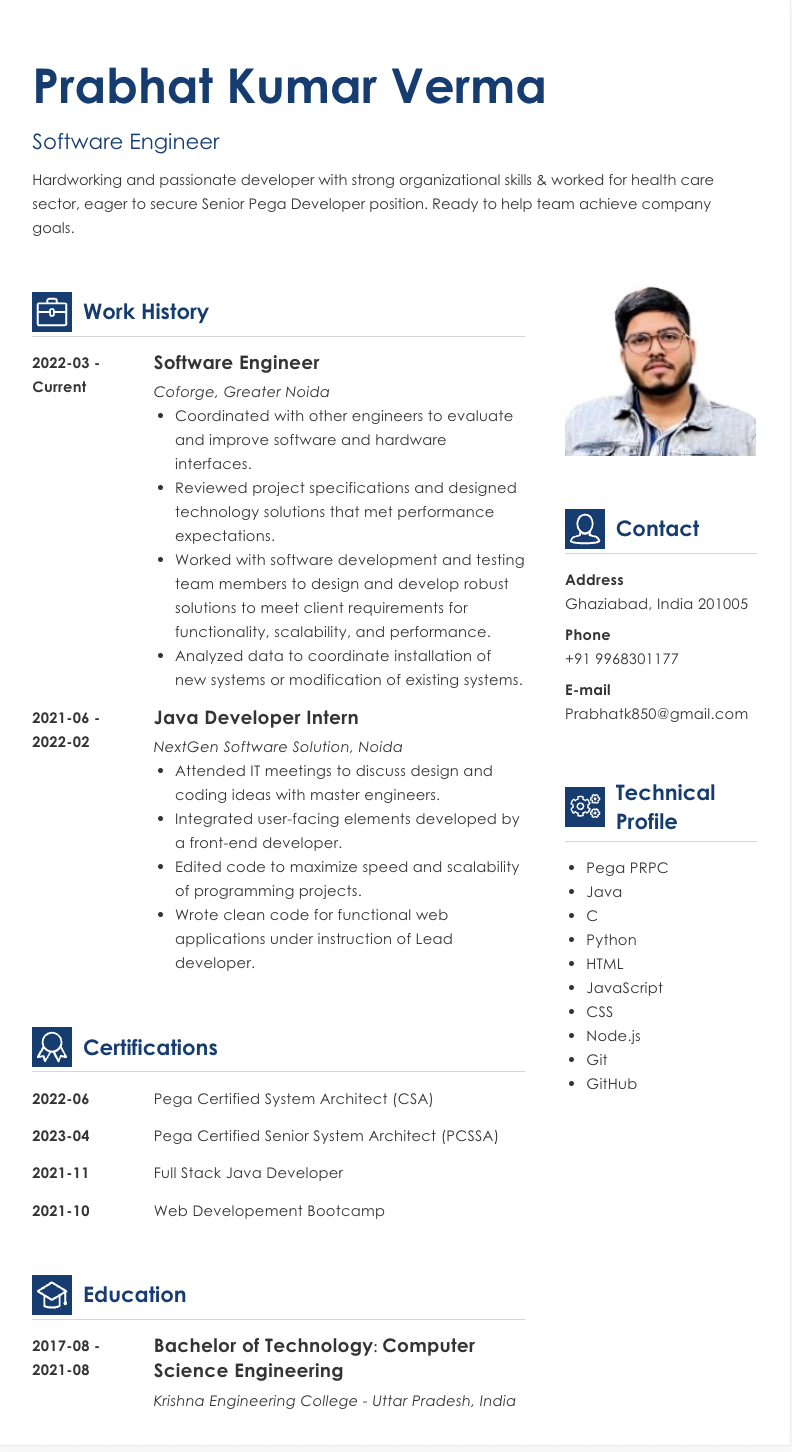 Prabhat Kumar Verma
Software Engineer
Hardworking and passionate developer with strong organizational skills & worked for health care
sector, eager to secure Senior Pega Developer position. Ready to help team achieve company
goals.
Work History
2022-03 -
Current
Software Engineer
Coforge, Greater Noida
• Coordinated with other engineers to evaluate
and improve software and hardware
interfaces.
• Reviewed project specifications and designed
technology solutions that met performance
expectations.
• Worked with software development and testing
team members to design and develop robust
solutions to meet client requirements for
functionality, scalability, and performance.
• Analyzed data to coordinate installation of
new systems or modification of existing systems.
2021-06 -
2022-02
Java Developer Intern
NextGen Software Solution, Noida
• Attended IT meetings to discuss design and
coding ideas with master engineers.
• Integrated user-facing elements developed by
a front-end developer.
• Edited code to maximize speed and scalability
of programming projects.
• Wrote clean code for functional web
applications under instruction of Lead
developer.
Certifications
2022-06 Pega Certified System Architect (CSA)
2023-04 Pega Certified Senior System Architect (PCSSA)
2021-11 Full Stack Java Developer
2021-10 Web Developement Bootcamp
Education
2017-08 -
2021-08
Bachelor of Technology: Computer
Science Engineering
Krishna Engineering College - Uttar Pradesh, India
Contact
Address
Ghaziabad, India 201005
Phone
+91 9968301177
E-mail
Prabhatk850@gmail.com
Technical
Profile
• Pega PRPC
• Java
• C
• Python
• HTML
• JavaScript
• CSS
• Node.js
• Git
• GitHub